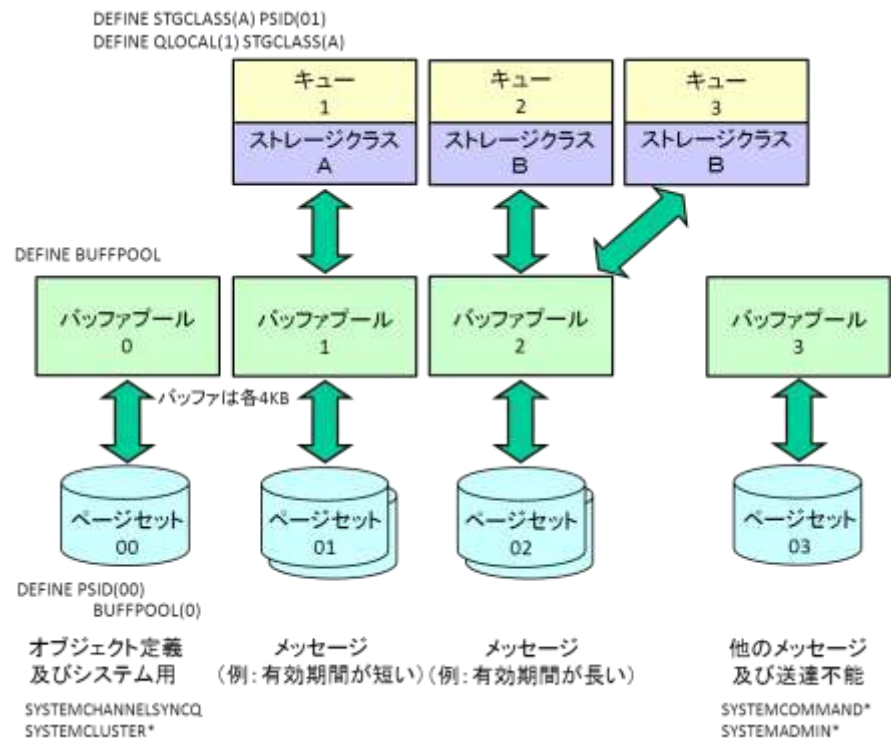 DEFINE STGCLASS(A) PSID(01)
DEFINE QLOCAL(1) STGCLASS(A)
キュー
1
ストレージクラス
A
キュー
2
ストレージクラス
B
キュー
3
ストレージクラス
B
DEFINE BUFFPOOL
バッファプール
0
バッファプール
1
バッファプール
2
バッファプール
3
バッファは各4KB
ページセット
00
ページセット
01
ページセット
02
ページセット
03
DEFINE PSID(00)
BUFFPOOL(0)
オブジェクト定義
及びシステム用
SYSTEMCHANNELSYNCQ
SYSTEMCLUSTER*
メッセージ
(例:有効期間が短い)
メッセージ
(例:有効期間が長い)
他のメッセージ
及び送達不能
SYSTEMCOMMAND*
SYSTEMADMIN*